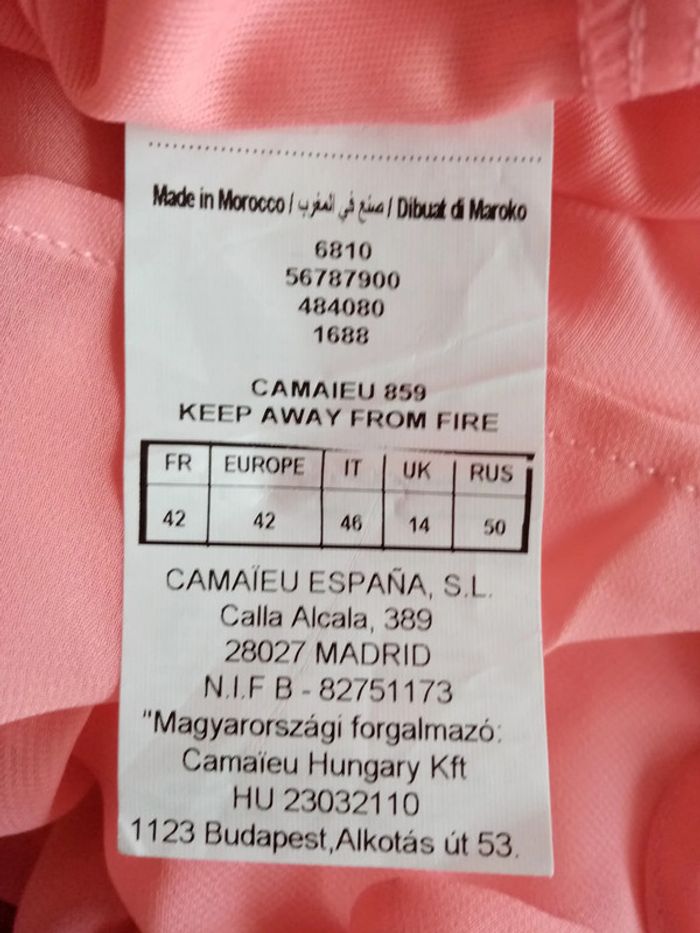 Made in Morocco / صنع في المغرب / Dibuat di Maroko
6810
56787900
484080
1688
CAMAIEU 859
KEEP AWAY FROM FIRE
FR EUROPE IT UK RUS
42 42 46 14 50
CAMAÏEU ESPAÑA, S.L.
Calla Alcala, 389
28027 MADRID
N.I.F B - 82751173
"Magyarországi forgalmazó:
Camaïeu Hungary Kft
HU 23032110
1123 Budapest,Alkotás út 53.